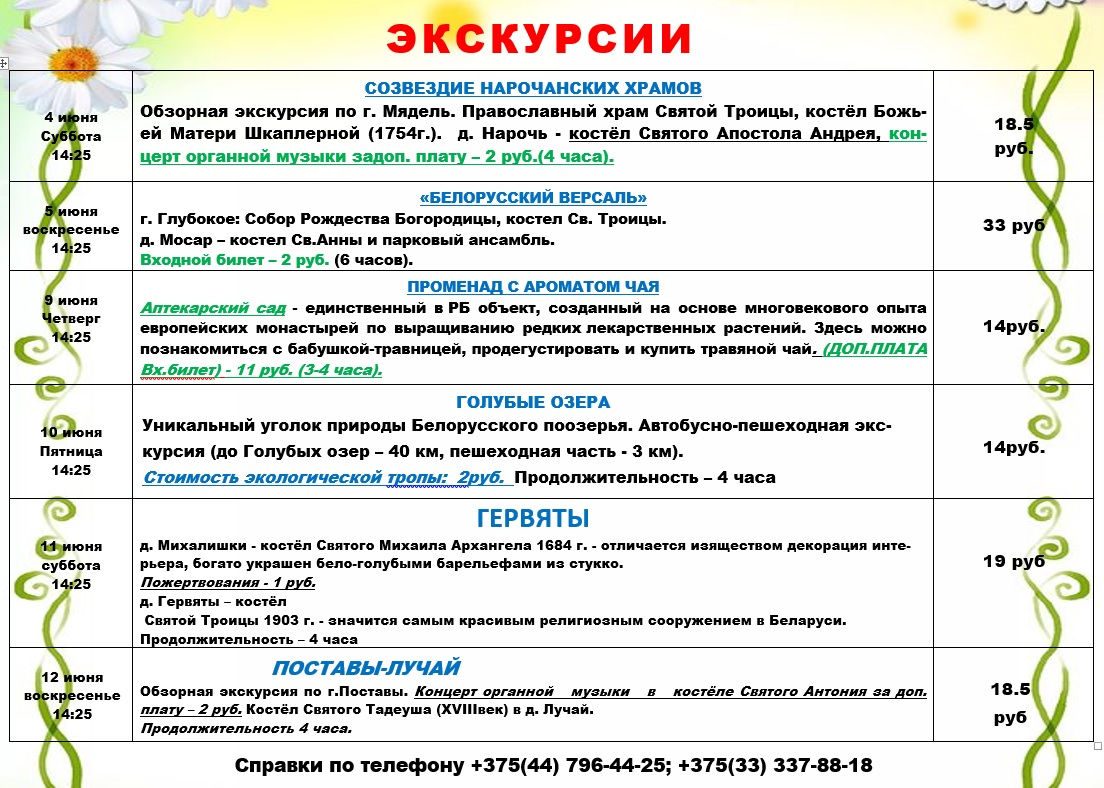 ЭКСКУРСИИ
4 июня
Суббота
14:25
СОЗВЕЗДИЕ НАРОЧАНСКИХ ХРАМОВ
Обзорная экскурсия по г. Мядель. Православный храм Святой Троицы, костёл Божь-
ей Матери Шкаплерной (1754г.). д. Нарочь - костёл Святого Апостола Андрея, кон-
церт органной музыки задоп. плату – 2 руб.(4 часа).
18.5
руб.
5 июня
воскресенье
14:25
«БЕЛОРУССКИЙ ВЕРСАЛЬ»
г. Глубокое: Собор Рождества Богородицы, костел Св. Троицы.
д. Мосар – костел Св.Анны и парковый ансамбль.
Входной билет – 2 руб. (6 часов).
33 руб
9 июня
Четверг
14:25
ПРОМЕНАД С АРОМАТОМ ЧАЯ
Аптекарский сад - единственный в РБ объект, созданный на основе многовекового опыта
европейских монастырей по выращиванию редких лекарственных растений. Здесь можно
познакомиться с бабушкой-травницей, продегустировать и купить травяной чай. (ДОП.ПЛАТА
Вх.билет) - 11 руб. (3-4 часа).
14руб.
10 июня
Пятница
14:25
ГОЛУБЫЕ ОЗЕРА
Уникальный уголок природы Белорусского поозерья. Автобусно-пешеходная экс-
курсия (до Голубых озер – 40 км, пешеходная часть - 3 км).
Стоимость экологической тропы: 2руб. Продолжительность – 4 часа
14руб.
11 июня
суббота
14:25
ГЕРВЯТЫ
д. Михалишки - костёл Святого Михаила Архангела 1684 г. - отличается изяществом декорация инте-
рьера, богато украшен бело-голубыми барельефами из стукко.
Пожертвования - 1 руб.
д. Гервяты – костёл
Святой Троицы 1903 г. - значится самым красивым религиозным сооружением в Беларуси.
Продолжительность – 4 часа
19 руб
12 июня
воскресенье
14:25
ПОСТАВЫ-ЛУЧАЙ
Обзорная экскурсия по г.Поставы. Концерт органной музыки в костёле Святого Антония за доп.
плату – 2 руб. Костёл Святого Тадеуша (XVIIIвек) в д. Лучай.
Продолжительность 4 часа.
18.5
руб
Справки по телефону +375(44) 796-44-25; +375(33) 337-88-18